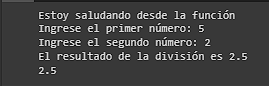 Estoy saludando desde la función
Ingrese el primer número: 5
Ingrese el segundo número: 2
El resultado de la división es 2.5
2.5